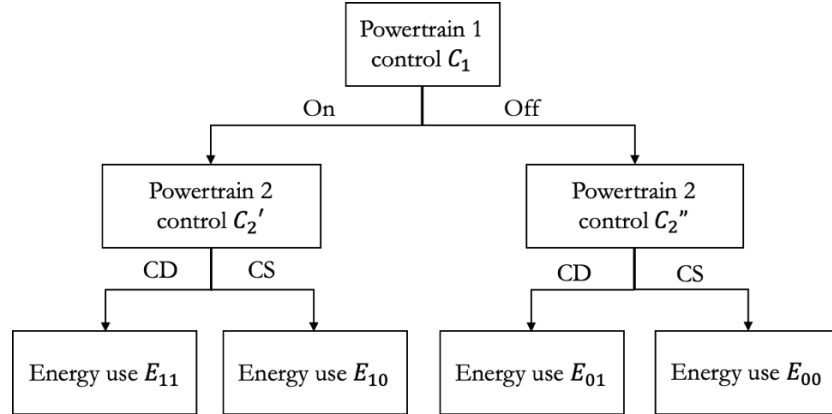 Powertrain 1
control C₁
On
Off
Powertrain 2
control C₂′
Powertrain 2
control C₂″
CD
CS
CD
CS
Energy use E₁₁
Energy use E₁₀
Energy use E₀₁
Energy use E₀₀